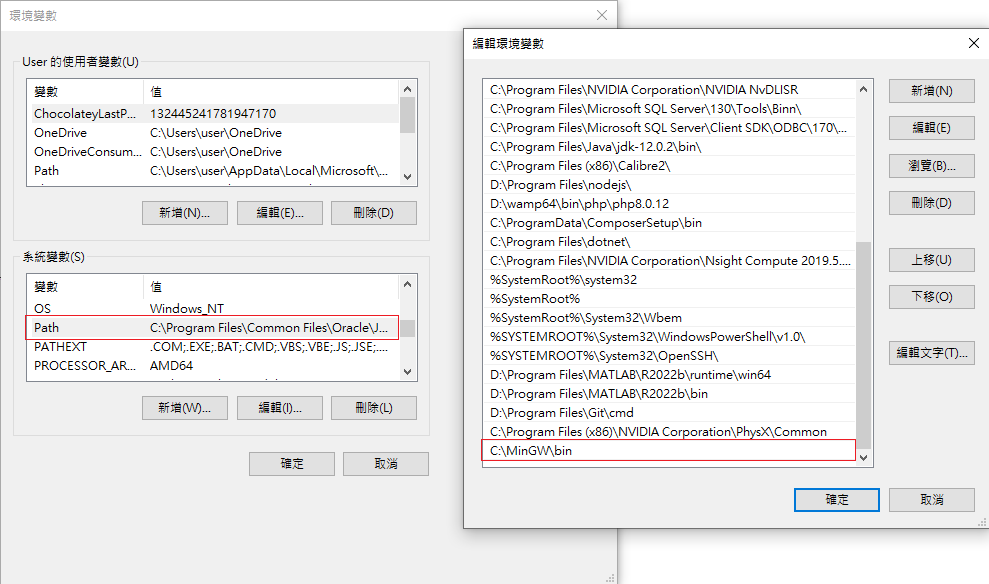 環境變數
User 的使用者變數(U)
變數 值
ChocolateyLastP... 132445241781947170
OneDrive C:\Users\user\OneDrive
OneDriveConsum... C:\Users\user\OneDrive
Path C:\Users\user\AppData\Local\Microsoft\...
新增(N)... 編輯(E)... 刪除(D)
系統變數(S)
變數 值
OS Windows_NT
Path C:\Program Files\Common Files\Oracle\J...
PATHEXT .COM;.EXE;.BAT;.CMD;.VBS;.VBE;.JS;.JSE;....
PROCESSOR_AR... AMD64
新增(W)... 編輯(I)... 刪除(L)
確定 取消
編輯環境變數
C:\Program Files\NVIDIA Corporation\NVIDIA NvDLISR
C:\Program Files\Microsoft SQL Server\130\Tools\Binn\
C:\Program Files\Microsoft SQL Server\Client SDK\ODBC\170\...
C:\Program Files\Java\jdk-12.0.2\bin\
C:\Program Files (x86)\Calibre2\
D:\Program Files\nodejs\
D:\wamp64\bin\php\php8.0.12
C:\ProgramData\ComposerSetup\bin
C:\Program Files\dotnet\
C:\Program Files\NVIDIA Corporation\Nsight Compute 2019.5....
%SystemRoot%\system32
%SystemRoot%
%SystemRoot%\System32\Wbem
%SYSTEMROOT%\System32\WindowsPowerShell\v1.0\
%SYSTEMROOT%\System32\OpenSSH\
D:\Program Files\MATLAB\R2022b\runtime\win64
D:\Program Files\MATLAB\R2022b\bin
D:\Program Files\Git\cmd
C:\Program Files (x86)\NVIDIA Corporation\PhysX\Common
C:\MinGW\bin
新增(N)
編輯(E)
瀏覽(B)...
刪除(D)
上移(U)
下移(O)
編輯文字(T)...
確定 取消